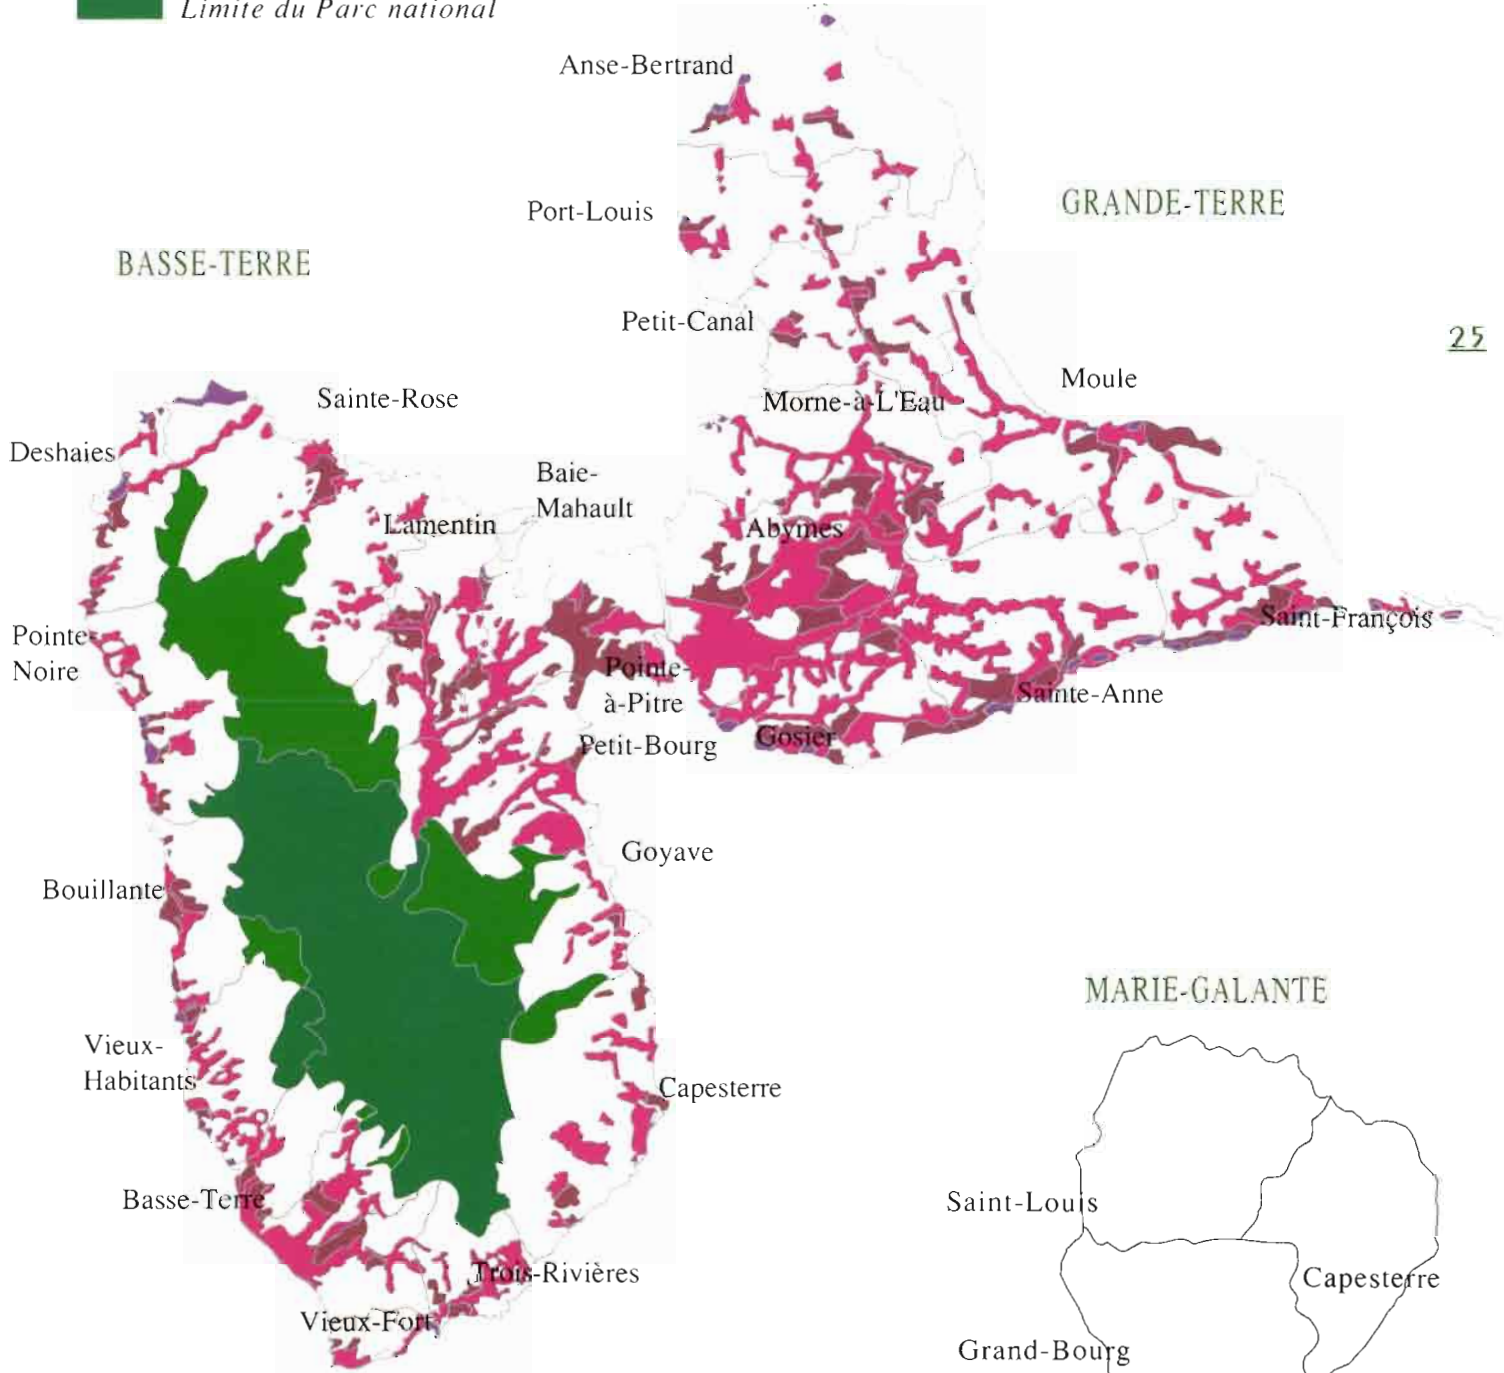 Limite du Parc national
Anse-Bertrand
GRANDE-TERRE
Port-Louis
BASSE-TERRE
Petit-Canal
25
Moule
Sainte-Rose
Morne-à-L'Eau
Deshaies
Baie-
Mahault
Lamentin
Abymes
Saint-François
Pointe-
Noire
Pointe-
à-Pitre
Sainte-Anne
Gosier
Petit-Bourg
Goyave
Bouillante
MARIE-GALANTE
Vieux-
Habitants
Capesterre
Basse-Terre
Saint-Louis
Trois-Rivières
Capesterre
Vieux-Fort
Grand-Bourg